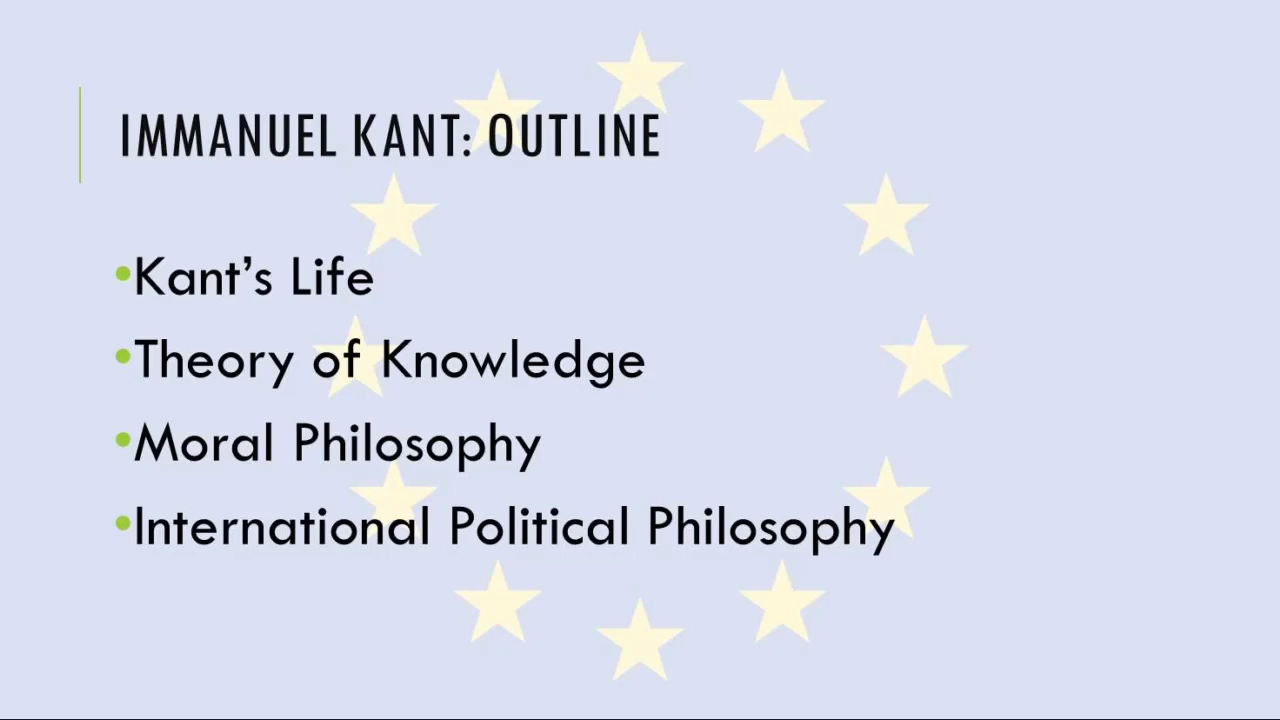 IMMANUEL KANT: OUTLINE
•Kant’s Life
•Theory of Knowledge
•Moral Philosophy
•International Political Philosophy